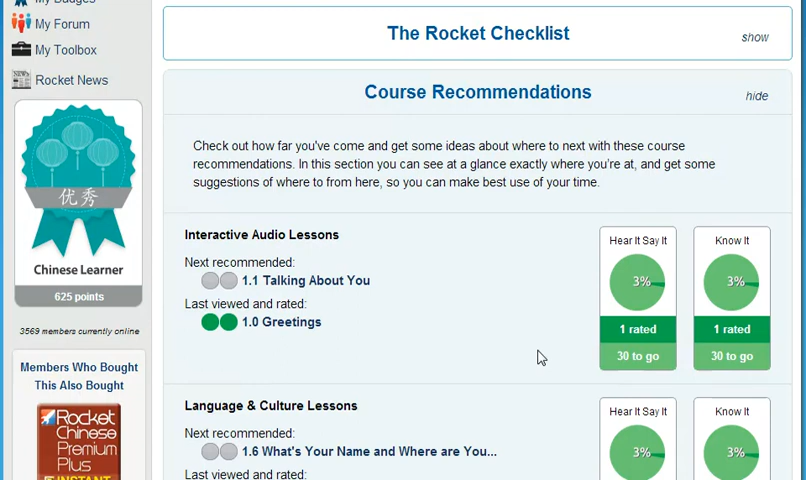 My Badges
My Forum
My Toolbox
Rocket News
优秀
Chinese Learner
625 points
3569 members currently online
Members Who Bought
This Also Bought
Rocket
Chinese
Premium
Plus
INSTANT
The Rocket Checklist
show
Course Recommendations
hide
Check out how far you've come and get some ideas about where to next with these course
recommendations. In this section you can see at a glance exactly where you're at, and get some
suggestions of where to from here, so you can make best use of your time.
Interactive Audio Lessons
Next recommended:
1.1 Talking About You
Last viewed and rated:
1.0 Greetings
Hear It Say It
3%
1 rated
30 to go
Know It
3%
1 rated
30 to go
Language & Culture Lessons
Next recommended:
1.6 What's Your Name and Where are You...
Last viewed and rated:
Hear It Say It
3%
Know It
3%